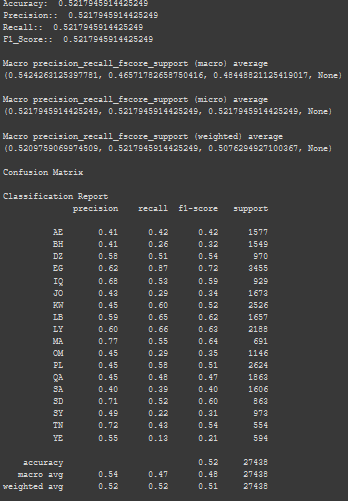 Accuracy: 0.5217945914425249
Precision:: 0.5217945914425249
Recall:: 0.5217945914425249
F1_Score:: 0.5217945914425249
Macro precision_recall_fscore_support (macro) average
(0.5424263125397781, 0.46571782658750416, 0.48448821125419017, None)
Macro precision_recall_fscore_support (micro) average
(0.5217945914425249, 0.5217945914425249, 0.5217945914425249, None)
Macro precision_recall_fscore_support (weighted) average
(0.5209759069974509, 0.5217945914425249, 0.5076294927100367, None)
Confusion Matrix
Classification Report
precision recall f1-score support
AE 0.41 0.42 0.42 1577
BH 0.41 0.26 0.32 1549
DZ 0.58 0.51 0.54 970
EG 0.62 0.87 0.72 3455
IQ 0.68 0.53 0.59 929
JO 0.43 0.29 0.34 1673
KW 0.45 0.60 0.52 2526
LB 0.59 0.65 0.62 1657
LY 0.60 0.66 0.63 2188
MA 0.77 0.55 0.64 691
OM 0.45 0.29 0.35 1146
PL 0.45 0.58 0.51 2624
QA 0.45 0.48 0.47 1863
SA 0.40 0.39 0.40 1606
SD 0.71 0.52 0.60 863
SY 0.49 0.22 0.31 973
TN 0.72 0.43 0.54 554
YE 0.55 0.13 0.21 594
accuracy 0.52 27438
macro avg 0.54 0.47 0.48 27438
weighted avg 0.52 0.52 0.51 27438